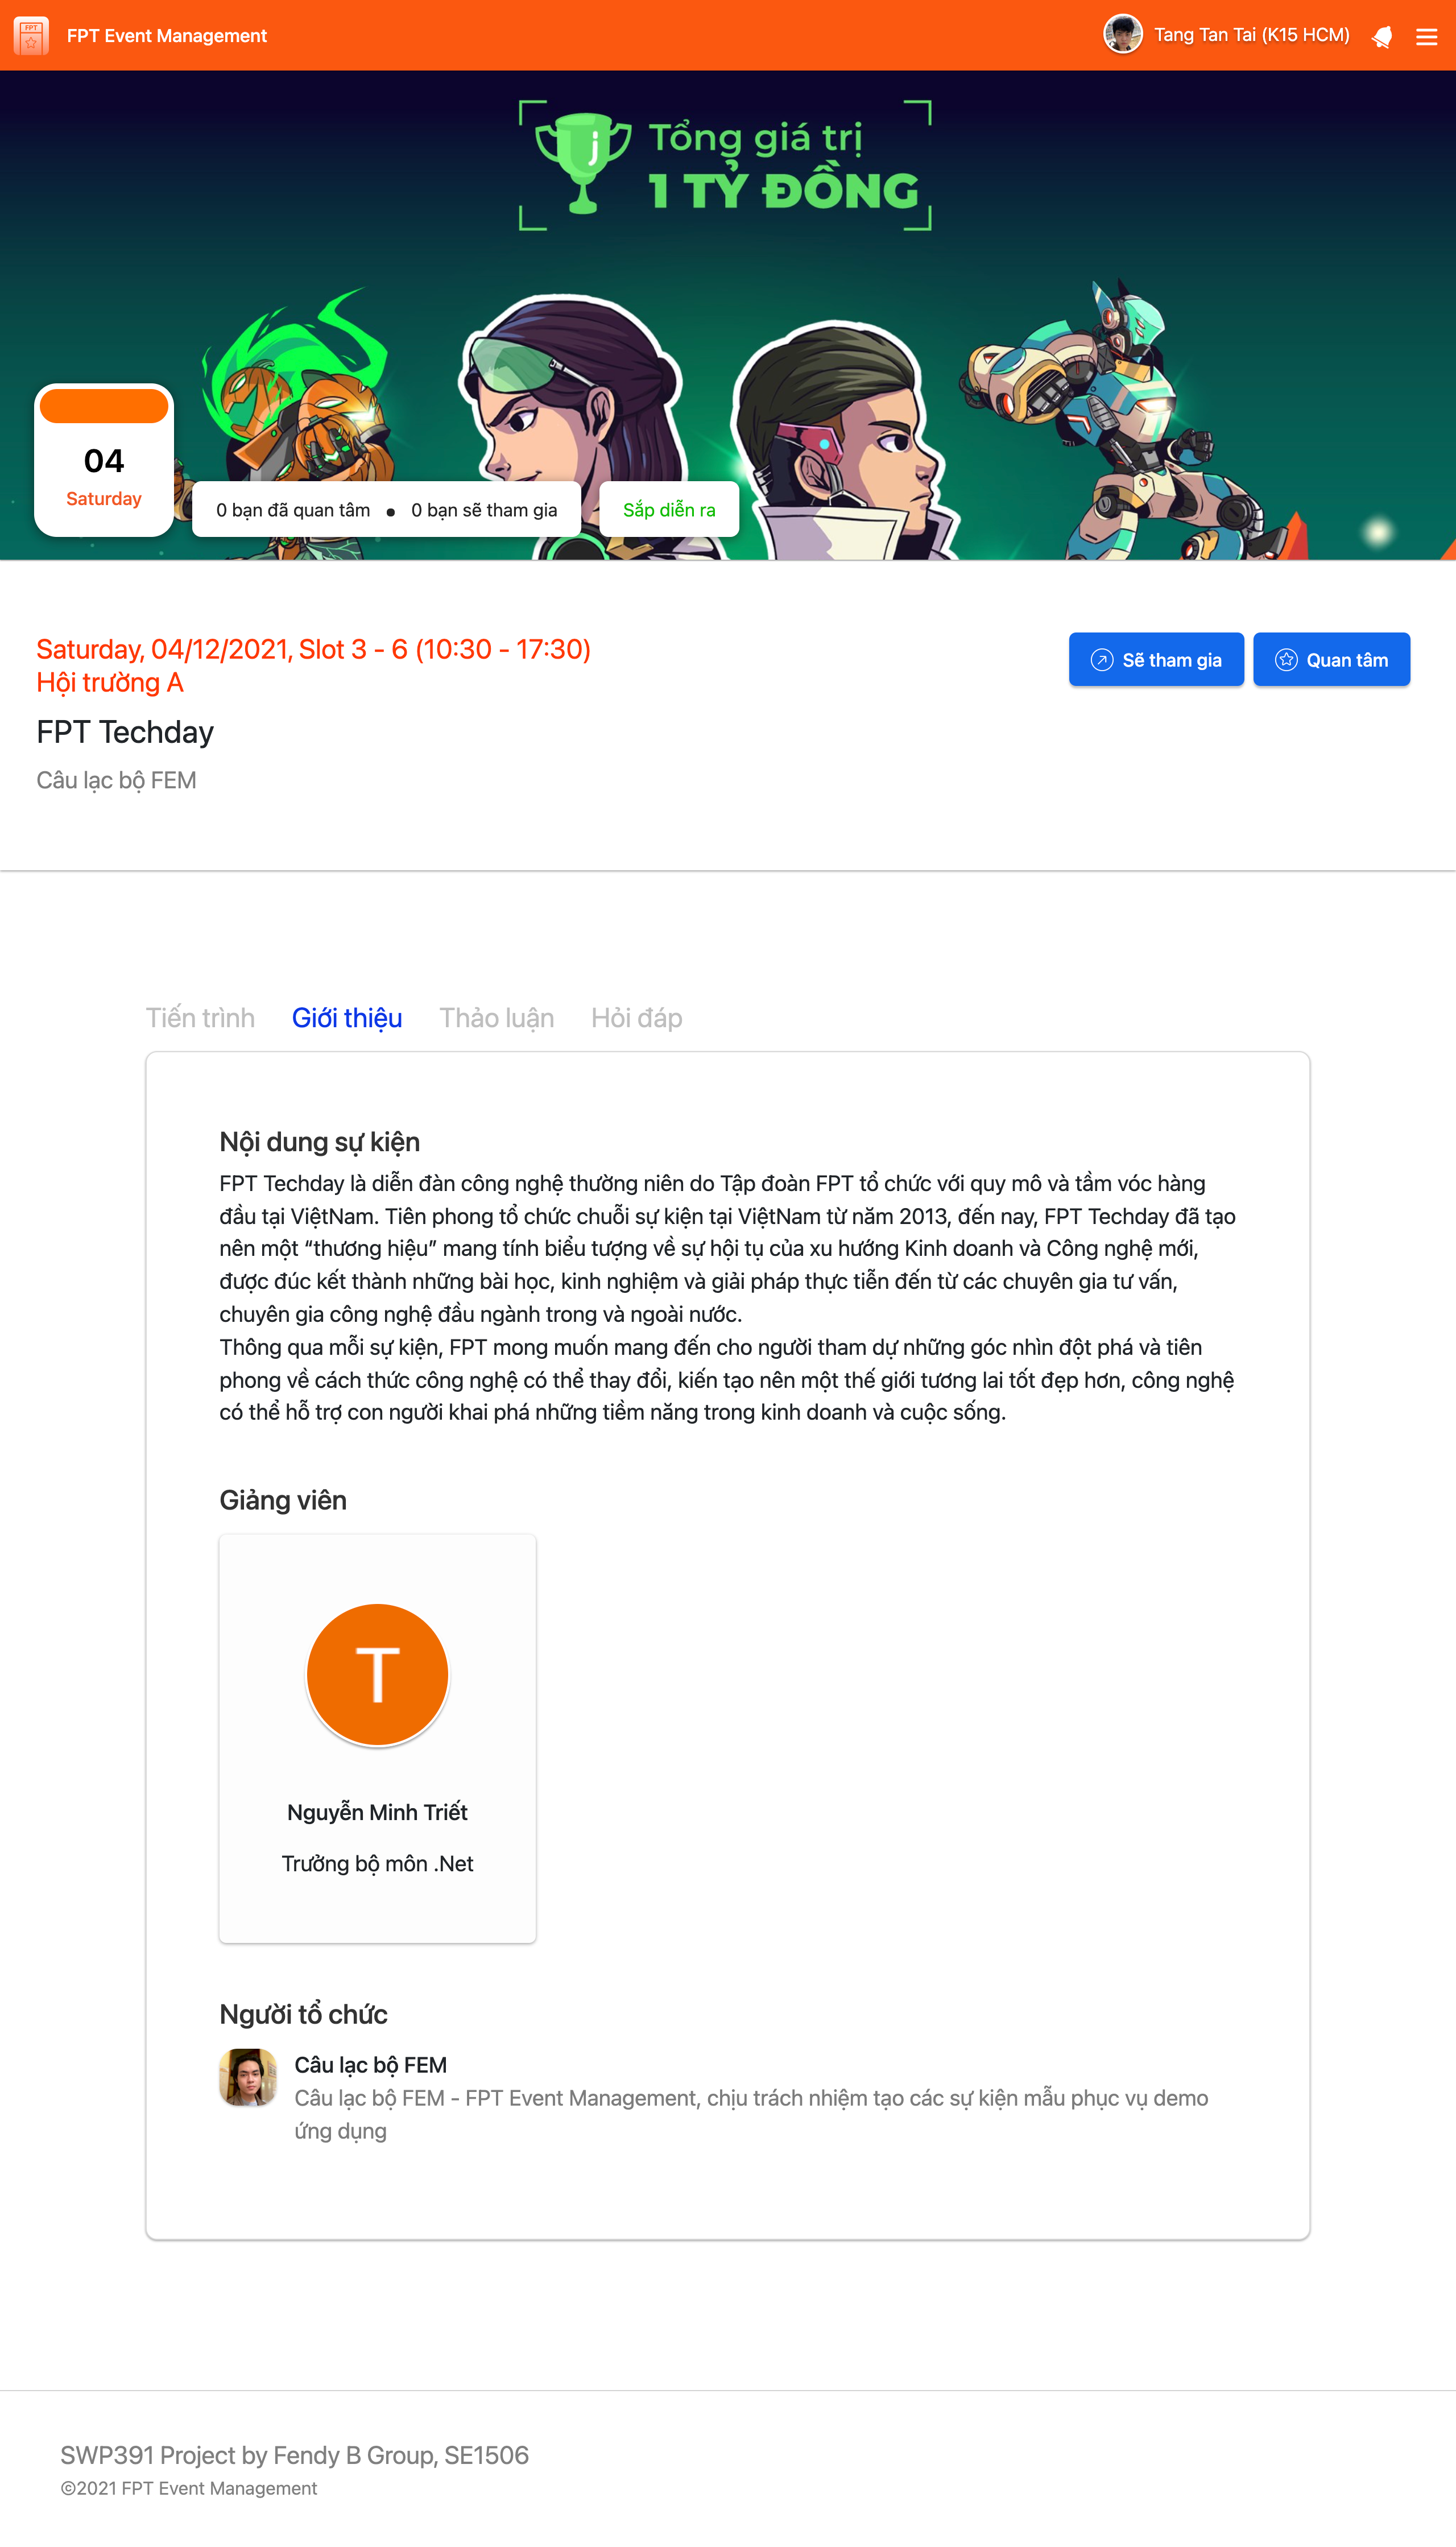 FPT
FPT Event Management
Tang Tan Tai (K15 HCM)
Tổng giá trị
1 TỶ ĐỒNG
04
Saturday
0 bạn đã quan tâm ● 0 bạn sẽ tham gia
Sắp diễn ra
Saturday, 04/12/2021, Slot 3 - 6 (10:30 - 17:30)
Hội trường A
Sẽ tham gia
Quan tâm
FPT Techday
Câu lạc bộ FEM
Tiến trình
Giới thiệu
Thảo luận
Hỏi đáp
Nội dung sự kiện
FPT Techday là diễn đàn công nghệ thường niên do Tập đoàn FPT tổ chức với quy mô và tầm vóc hàng
đầu tại ViệtNam. Tiên phong tổ chức chuỗi sự kiện tại ViệtNam từ năm 2013, đến nay, FPT Techday đã tạo
nên một “thương hiệu” mang tính biểu tượng về sự hội tụ của xu hướng Kinh doanh và Công nghệ mới,
được đúc kết thành những bài học, kinh nghiệm và giải pháp thực tiễn đến từ các chuyên gia tư vấn,
chuyên gia công nghệ đầu ngành trong và ngoài nước.
Thông qua mỗi sự kiện, FPT mong muốn mang đến cho người tham dự những góc nhìn đột phá và tiên
phong về cách thức công nghệ có thể thay đổi, kiến tạo nên một thế giới tương lai tốt đẹp hơn, công nghệ
có thể hỗ trợ con người khai phá những tiềm năng trong kinh doanh và cuộc sống.
Giảng viên
T
Nguyễn Minh Triết
Trưởng bộ môn .Net
Người tổ chức
Câu lạc bộ FEM
Câu lạc bộ FEM - FPT Event Management, chịu trách nhiệm tạo các sự kiện mẫu phục vụ demo
ứng dụng
SWP391 Project by Fendy B Group, SE1506
©2021 FPT Event Management